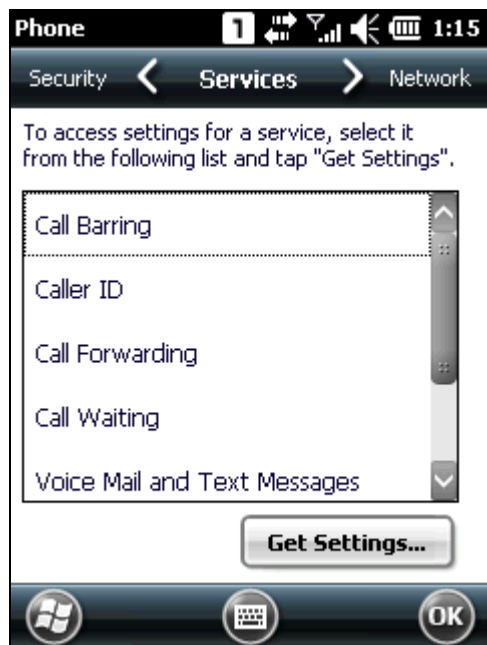 Phone 1 1:15
Security Services Network
To access settings for a service, select it
from the following list and tap "Get Settings".
Call Barring
Caller ID
Call Forwarding
Call Waiting
Voice Mail and Text Messages
Get Settings...
OK